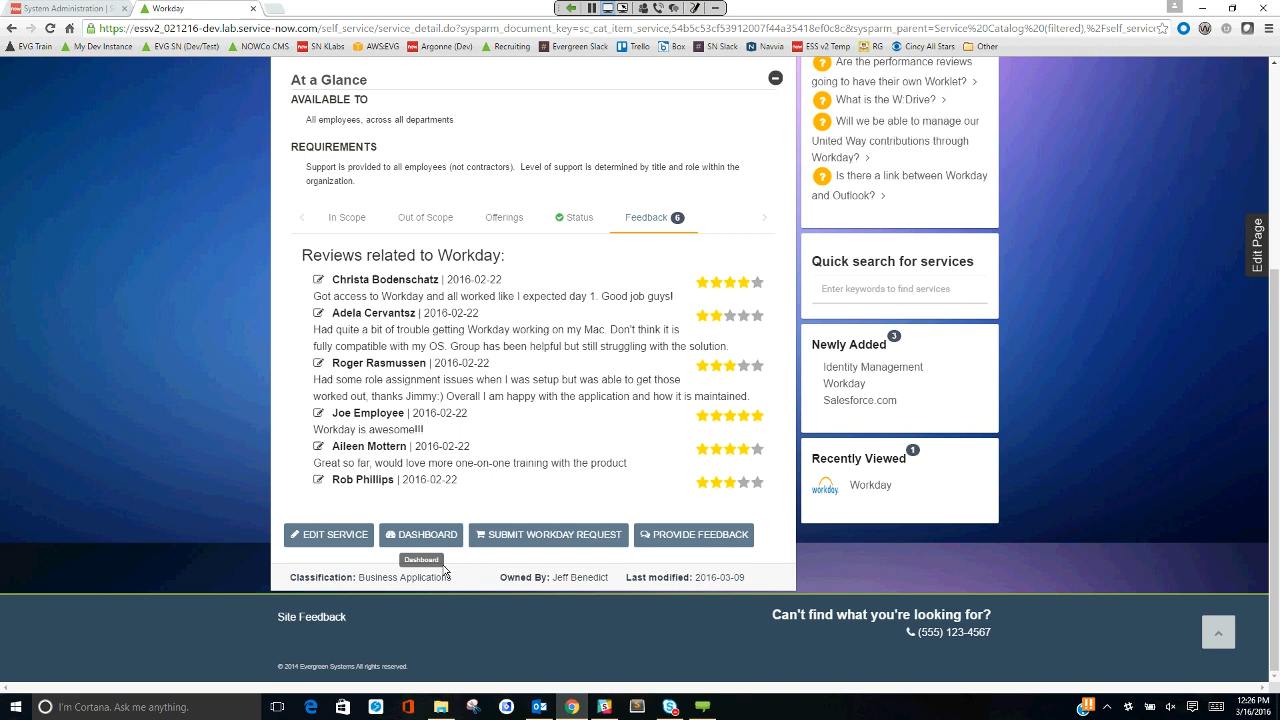 System Administration | S
Workday
https://essv2_021216-dev.lab.service-now.com/self_service/self_service_detail.do?sysparm_document_key=sc_cat_item_service,54b5c53cf53912007f44a35418ef0c8c&sysparm_parent=Service%20Catalog%20(filtered),%2Fself_servic
EVG Train
My EVG Train
NOWCo CNS
CNS
AWSEVG
Argonne (Dev)
Recruiting
Evergreen Slack
Trelko
Box
SN Slack
Navvia
ESS v2 Temp
RG
Cincy All Stars
Other
At a Glance
AVAILABLE TO
All employees, across all departments
REQUIREMENTS
Support is provided to all employees (not contractors). Level of support is determined by title and role within the
organization.
In Scope
Out of Scope
Offerings
Status
Feedback 6
Reviews related to Workday:
Christa Bodenschatz | 2016-02-22
Got access to Workday and all worked like I expected day 1. Good job guys!
Adela Cervantsz | 2016-02-22
Had quite a bit of trouble getting Workday working on my Mac. Don't think it is
fully compatible with my OS. Group has been helpful but still struggling with the solution.
Roger Rasmussen | 2016-02-22
Had some role assignment issues when I was setup but was able to get those
worked out, thanks Jimmy:) Overall I am happy with the application and how it is maintained.
Joe Employee | 2016-02-22
Workday is awesome!!!
Aileen Mottern | 2016-02-22
Great so far, would love more one-on-one training with the product
Rob Phillips | 2016-02-22
EDIT SERVICE
DASHBOARD
SUBMIT WORKDAY REQUEST
PROVIDE FEEDBACK
Dashboard
Classification: Business Applications
Owned By: Jeff Benedict
Last modified: 2016-03-09
Are the performance reviews
going to have their own Worklet? >
What is the W:Drive? >
Will we be able to manage our
United Way contributions through
Workday? >
Is there a link between Workday
and Outlook? >
Quick search for services
Enter keywords to find services
Newly Added 3
Identity Management
Workday
Salesforce.com
Recently Viewed 1
workday.
Workday
Edit Page
Site Feedback
Can't find what you're looking for?
(555) 123-4567
© 2014 Evergreen Systems All rights reserved.
I'm Cortana. Ask me anything.
12:26 PM
3/16/2016